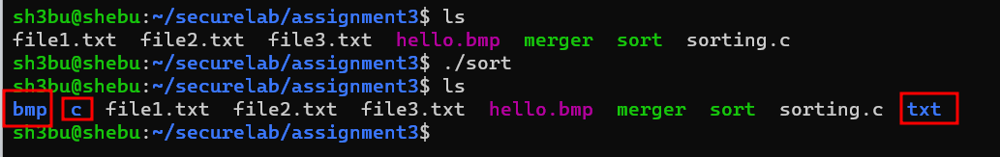 sh3bu@shebu:~/securelab/assignment3$ ls
file1.txt  file2.txt  file3.txt  hello.bmp  merger  sort  sorting.c
sh3bu@shebu:~/securelab/assignment3$ ./sort
sh3bu@shebu:~/securelab/assignment3$ ls
bmp  c  file1.txt  file2.txt  file3.txt  hello.bmp  merger  sort  sorting.c  txt
sh3bu@shebu:~/securelab/assignment3$